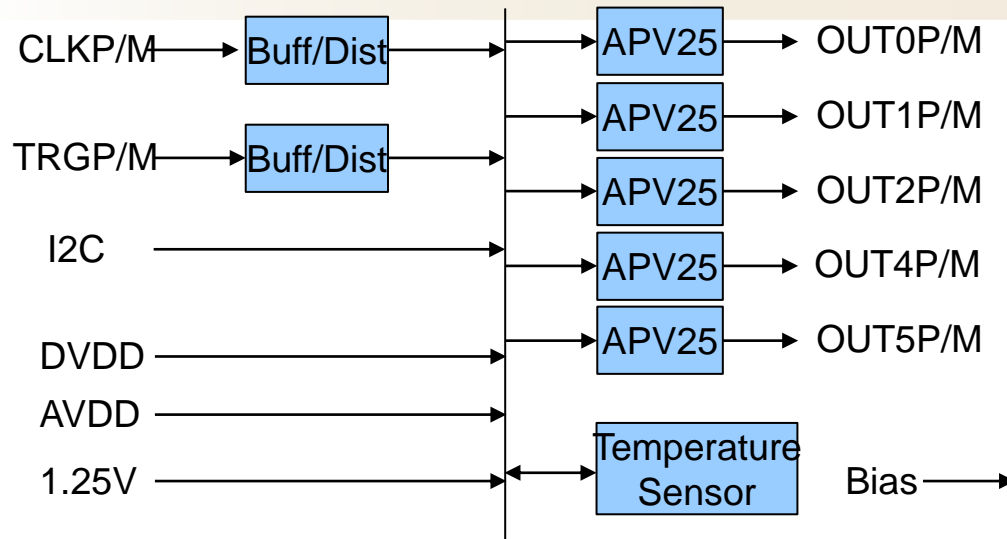 CLKP/M
Buff/Dist
APV25
OUT0P/M
APV25
OUT1P/M
TRGP/M
Buff/Dist
APV25
OUT2P/M
I2C
APV25
OUT4P/M
DVDD
APV25
OUT5P/M
AVDD
Temperature
Sensor
1.25V
Bias